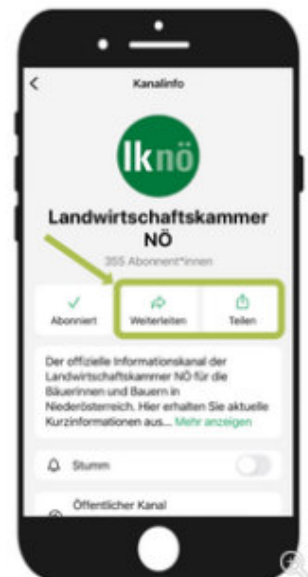 Kanalinfo
lknö
Landwirtschaftskammer
NÖ
355 Abonnent*innen
Abonniert
Weiterleiten
Teilen
Der offizielle Informationskanal der
Landwirtschaftskammer NÖ für die
Bäuerinnen und Bauern in
Niederösterreich. Hier erhalten Sie aktuelle
Kurzinformationen aus... Mehr anzeigen
Stumm
Öffentlicher Kanal